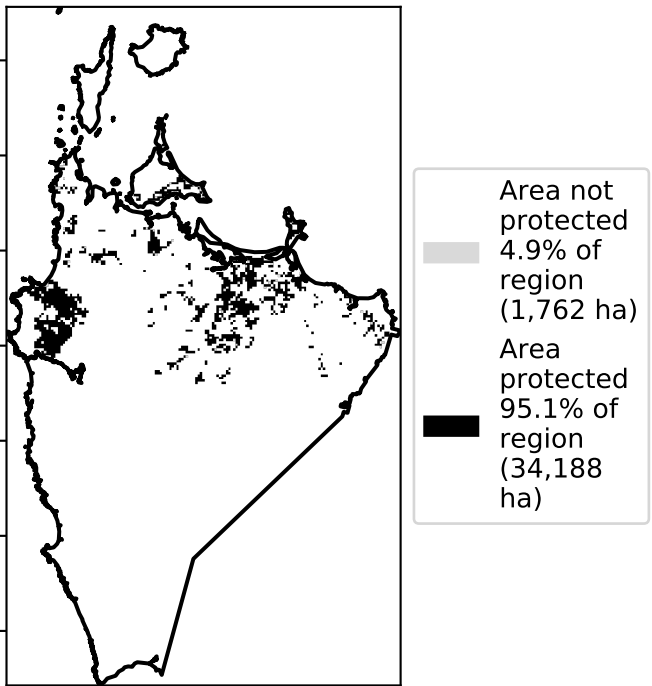 Area not
protected
4.9% of
region
(1,762 ha)
Area
protected
95.1% of
region
(34,188
ha)